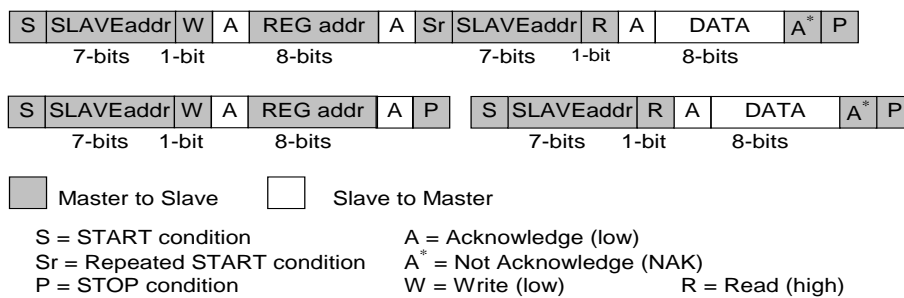 S SLAVEaddr W A REG addr A Sr SLAVEaddr R A DATA A* P
7-bits 1-bit 8-bits 7-bits 1-bit 8-bits
S SLAVEaddr W A REG addr A P S SLAVEaddr R A DATA A* P
7-bits 1-bit 8-bits 7-bits 1-bit 8-bits
Master to Slave Slave to Master
S = START condition A = Acknowledge (low)
Sr = Repeated START condition A* = Not Acknowledge (NAK)
P = STOP condition W = Write (low) R = Read (high)